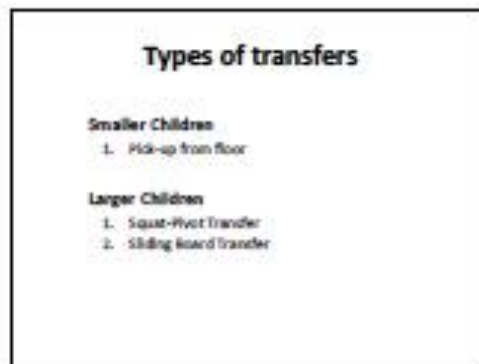 Types of transfers
Smaller Children
1. Pick-up from floor
Larger Children
1. Squat-Pivot Transfer
2. Sliding Board Transfer